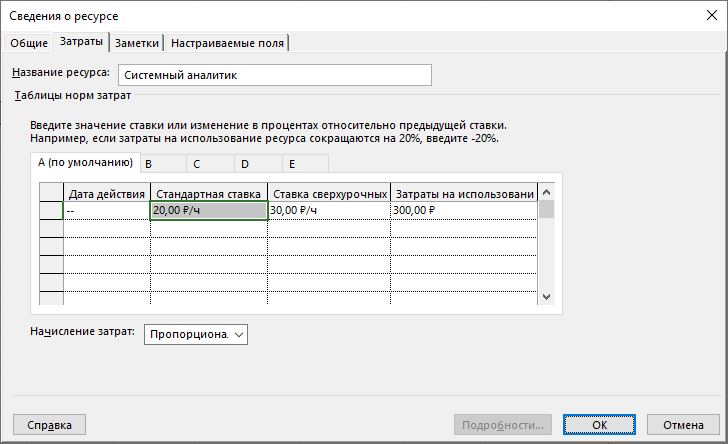 Сведения о ресурсе
Общие Затраты Заметки Настраиваемые поля
Название ресурса: Системный аналитик
Таблицы норм затрат
Введите значение ставки или изменение в процентах относительно предыдущей ставки.
Например, если затраты на использование ресурса сокращаются на 20%, введите -20%.
A (по умолчанию) B C D E
Дата действия Стандартная ставка Ставка сверхурочных Затраты на использовани
-- 20,00 ₽/ч 30,00 ₽/ч 300,00 ₽
Начисление затрат: Пропорциона.
Справка Подробности... ОК Отмена